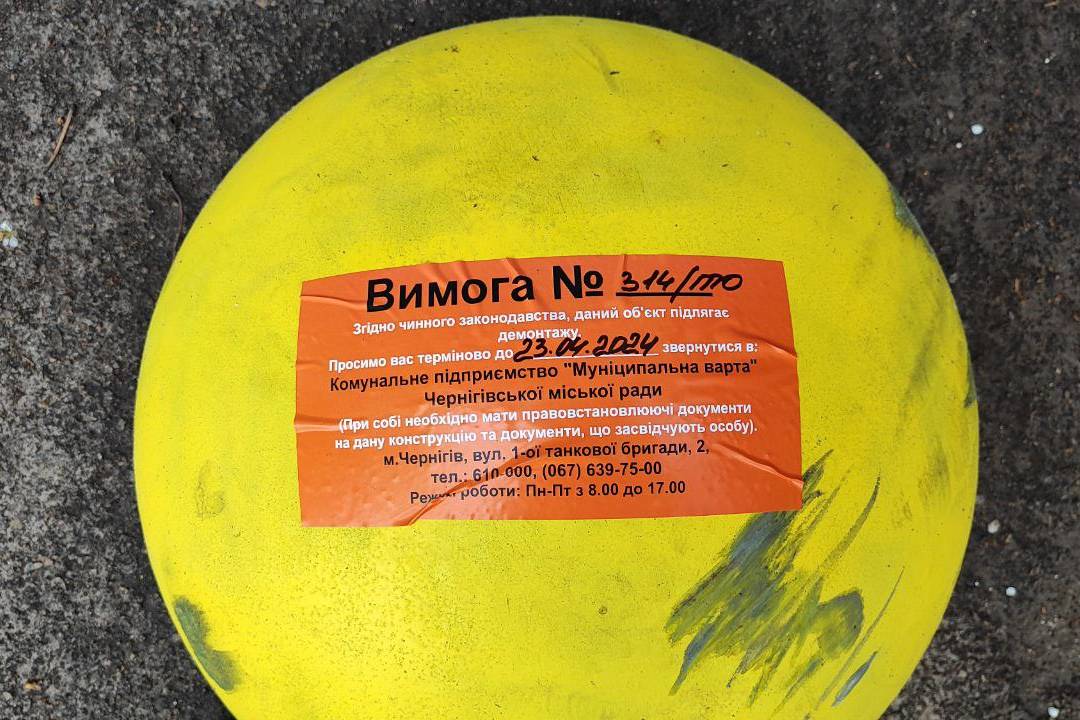 Вимога № 314/то
Згідно чинного законодавства, даний об'єкт підлягає
демонтажу.
Просимо вас терміново до 23.04.2024 звернутися в:
Комунальне підприємство "Муніципальна варта"
Чернігівської міської ради
(При собі необхідно мати правовстановлюючі документи
на дану конструкцію та документи, що засвідчують особу).
м.Чернігів, вул. 1-ої танкової бригади, 2,
тел.: 610-000, (067) 639-75-00
Режим роботи: Пн-Пт з 8.00 до 17.00